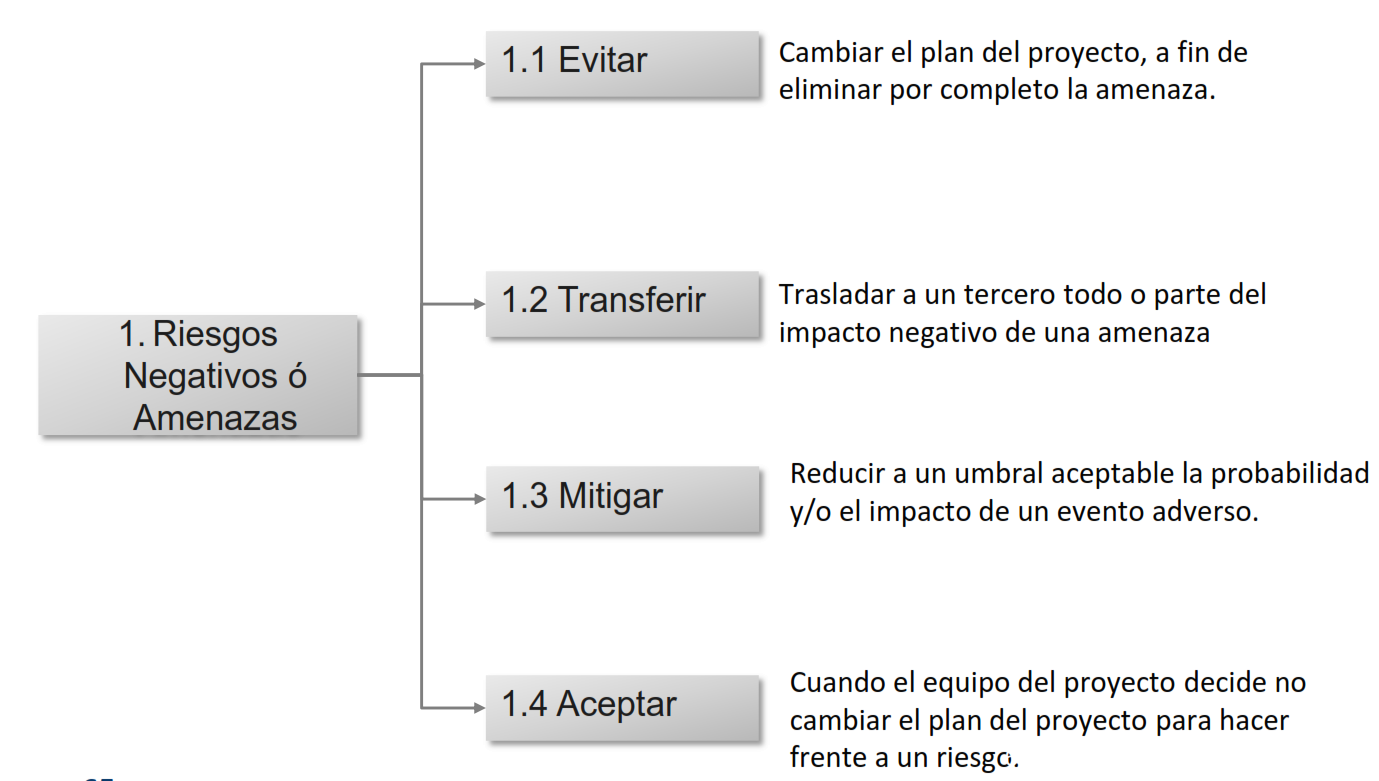 1.1 Evitar
Cambiar el plan del proyecto, a fin de
eliminar por completo la amenaza.
1.2 Transferir
Trasladar a un tercero todo o parte del
impacto negativo de una amenaza
1. Riesgos
Negativos ó
Amenazas
1.3 Mitigar
Reducir a un umbral aceptable la probabilidad
y/o el impacto de un evento adverso.
1.4 Aceptar
Cuando el equipo del proyecto decide no
cambiar el plan del proyecto para hacer
frente a un riesgo.